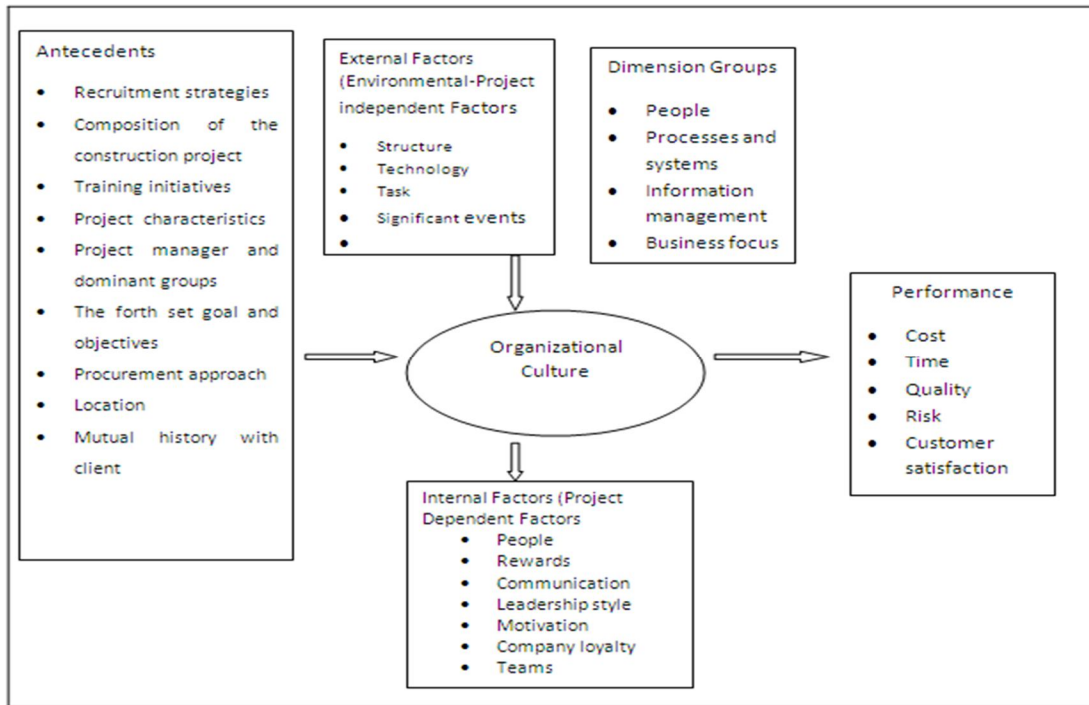 Antecedents
• Recruitment strategies
• Composition of the
construction project
• Training initiatives
• Project characteristics
• Project manager and
dominant groups
• The forth set goal and
objectives
• Procurement approach
• Location
• Mutual history with
client
External Factors
(Environmental-Project
independent Factors
• Structure
• Technology
• Task
• Significant events
•
Dimension Groups
• People
• Processes and
systems
• Information
management
• Business focus
Organizational
Culture
Performance
• Cost
• Time
• Quality
• Risk
• Customer
satisfaction
Internal Factors (Project
Dependent Factors
• People
• Rewards
• Communication
• Leadership style
• Motivation
• Company loyalty
• Teams